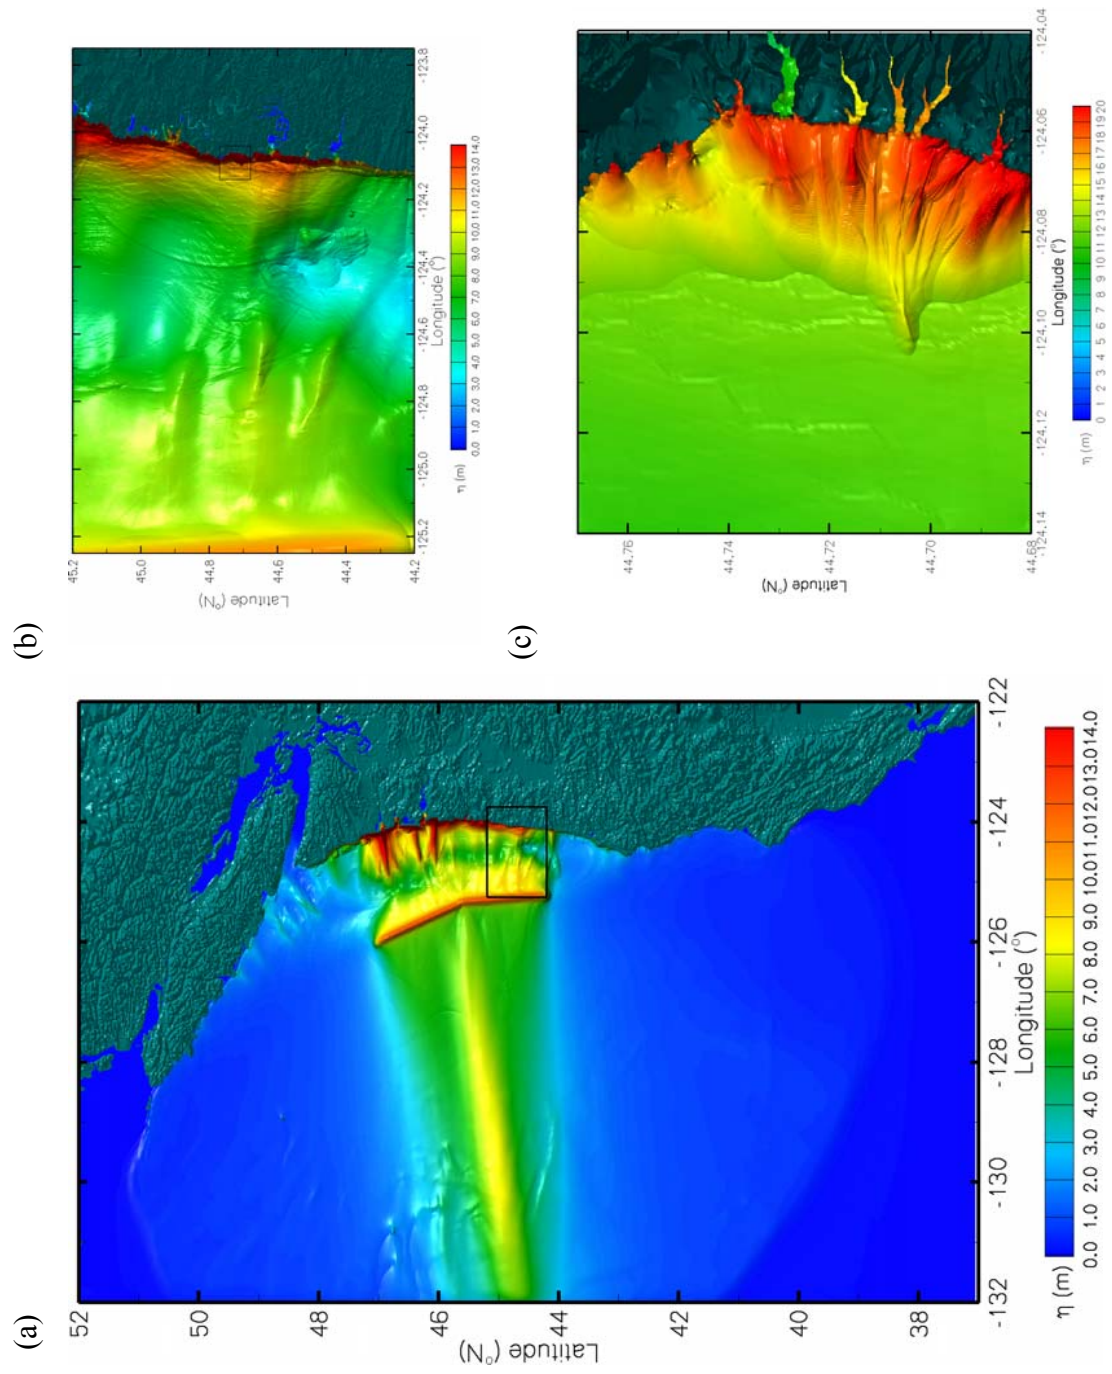 (b)
45.2
45.0
44.8
44.6
44.4
44.2
Latitude (°N)
-125.2
-125.0
-124.8
-124.6
-124.4
-124.2
-124.0
-123.8
Longitude (°)
η (m)
0.0 1.0 2.0 3.0 4.0 5.0 6.0 7.0 8.0 9.0 10.0 11.0 12.0 13.0 14.0
(c)
44.76
44.74
44.72
44.70
44.68
Latitude (°N)
-124.14
-124.12
-124.10
-124.08
-124.06
-124.04
Longitude (°)
η (m)
0 1 2 3 4 5 6 7 8 9 10 11 12 13 14 15 16 17 18 19 20
(a)
52
50
48
46
44
42
40
38
Latitude (°N)
-132
-130
-128
-126
-124
-122
Longitude (°)
η (m)
0.0 1.0 2.0 3.0 4.0 5.0 6.0 7.0 8.0 9.0 10.0 11.0 12.0 13.0 14.0